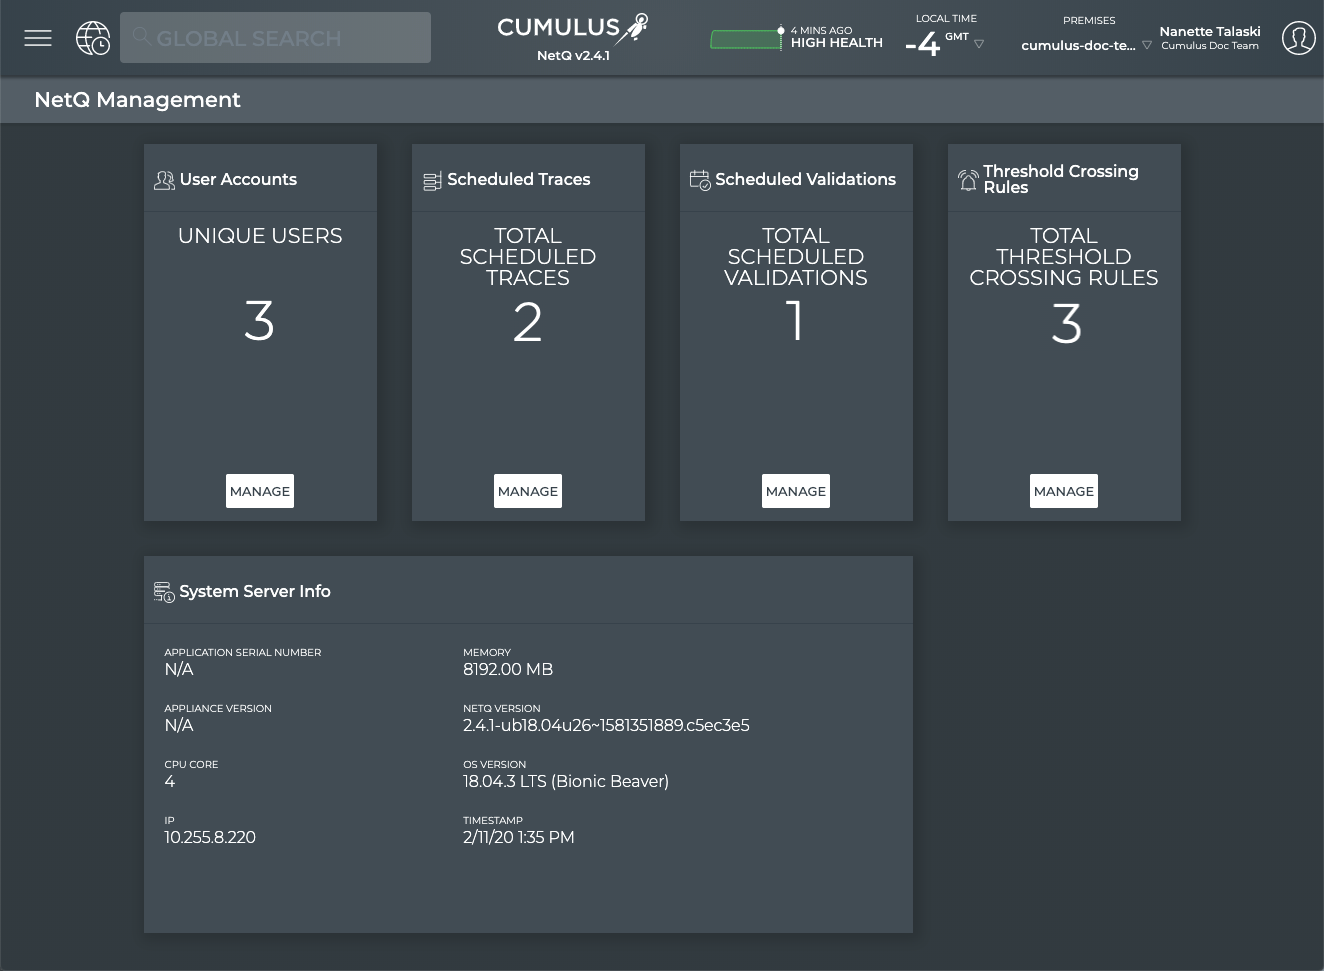 GLOBAL SEARCH
CUMULUS
NetQ v2.4.1
4 MINS AGO
HIGH HEALTH
LOCAL TIME
-4 GMT
PREMISES
cumulus-doc-te...
Nanette Talaski
Cumulus Doc Team
NetQ Management
User Accounts
UNIQUE USERS
3
MANAGE
Scheduled Traces
TOTAL
SCHEDULED
TRACES
2
MANAGE
Scheduled Validations
TOTAL
SCHEDULED
VALIDATIONS
1
MANAGE
Threshold Crossing
Rules
TOTAL
THRESHOLD
CROSSING RULES
3
MANAGE
System Server Info
APPLICATION SERIAL NUMBER
N/A
MEMORY
8192.00 MB
APPLIANCE VERSION
N/A
NETQ VERSION
2.4.1-ub18.04u26~1581351889.c5ec3e5
CPU CORE
4
OS VERSION
18.04.3 LTS (Bionic Beaver)
IP
10.255.8.220
TIMESTAMP
2/11/20 1:35 PM